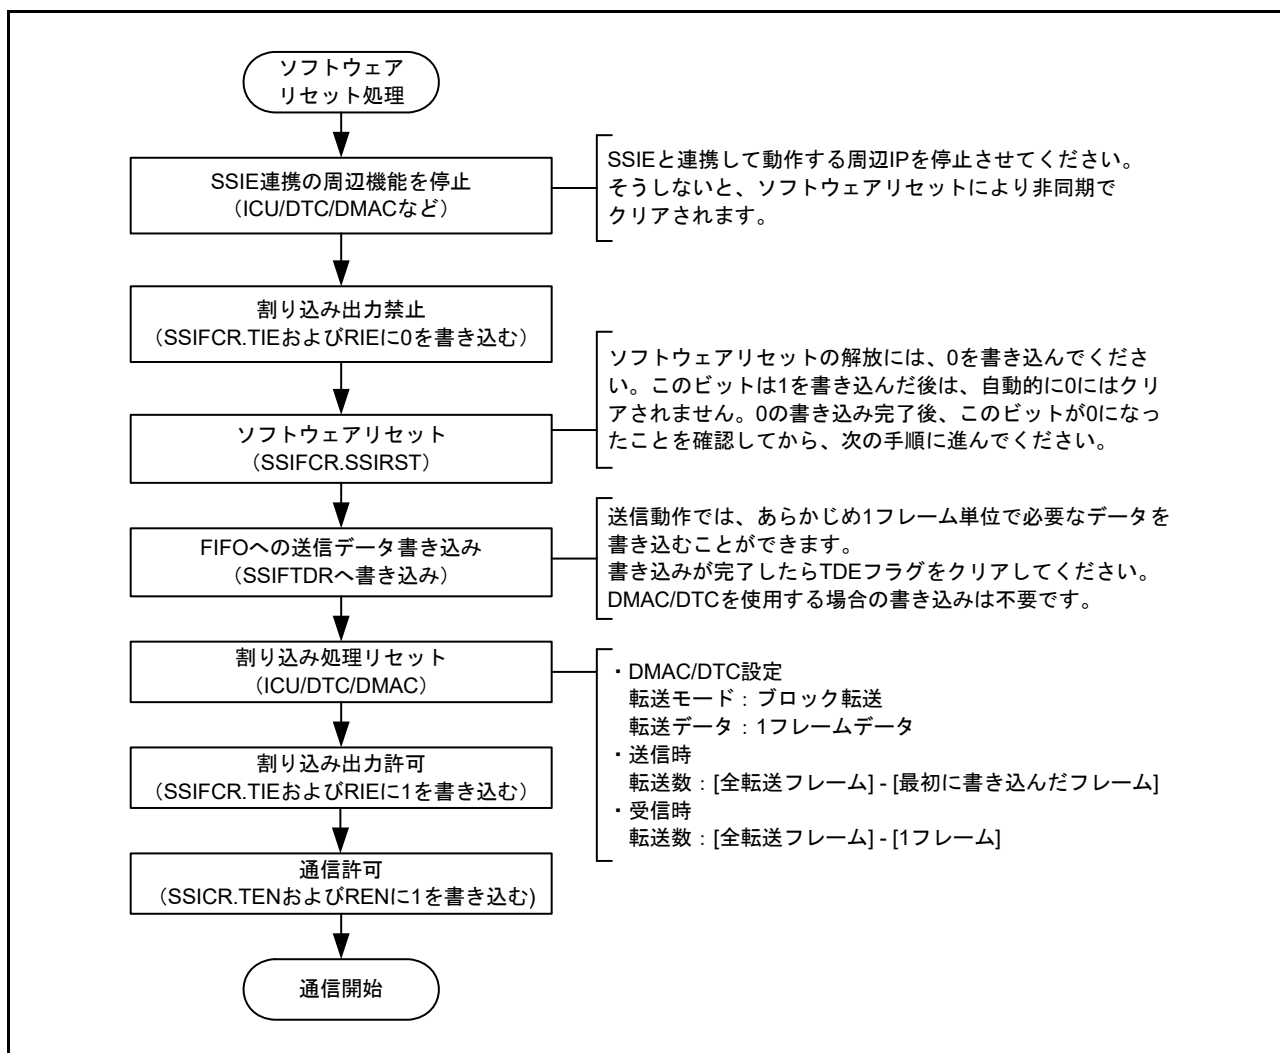 ソフトウェア
リセット処理
SSIE連携の周辺機能を停止
（ICU/DTC/DMACなど）
SSIEと連携して動作する周辺IPを停止させてください。
そうしないと、ソフトウェアリセットにより非同期で
クリアされます。
割り込み出力禁止
（SSIFCR.TIEおよびRIEに0を書き込む）
ソフトウェアリセット
（SSIFCR.SSIRST）
ソフトウェアリセットの解放には、0を書き込んでくださ
い。このビットは1を書き込んだ後は、自動的に0にはクリ
アされません。0の書き込み完了後、このビットが0になっ
たことを確認してから、次の手順に進んでください。
FIFOへの送信データ書き込み
（SSIFTDRへ書き込み）
送信動作では、あらかじめ1フレーム単位で必要なデータを
書き込むことができます。
書き込みが完了したらTDEフラグをクリアしてください。
DMAC/DTCを使用する場合の書き込みは不要です。
割り込み処理リセット
（ICU/DTC/DMAC）
・DMAC/DTC設定
転送モード：ブロック転送
転送データ：1フレームデータ
・送信時
転送数：[全転送フレーム] - [最初に書き込んだフレーム]
・受信時
転送数：[全転送フレーム] - [1フレーム]
割り込み出力許可
（SSIFCR.TIEおよびRIEに1を書き込む）
通信許可
（SSICR.TENおよびRENに1を書き込む)
通信開始